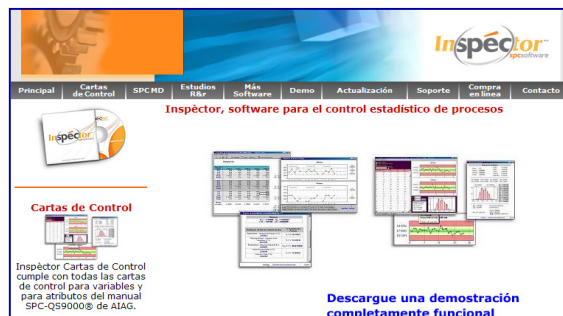 Inspéctor™
spcsoftware
Principal
Cartas de Control
SPC MD
Estudios R&r
Más Software
Demo
Actualización
Soporte
Compra en línea
Contacto
Inspèctor, software para el control estadístico de procesos
Inspéctor
Cartas de Control
Inspèctor Cartas de Control
cumple con todas las cartas
de control para variables y
para atributos del manual
SPC-QS9000® de AIAG.
Descargue una demostración
completamente funcional